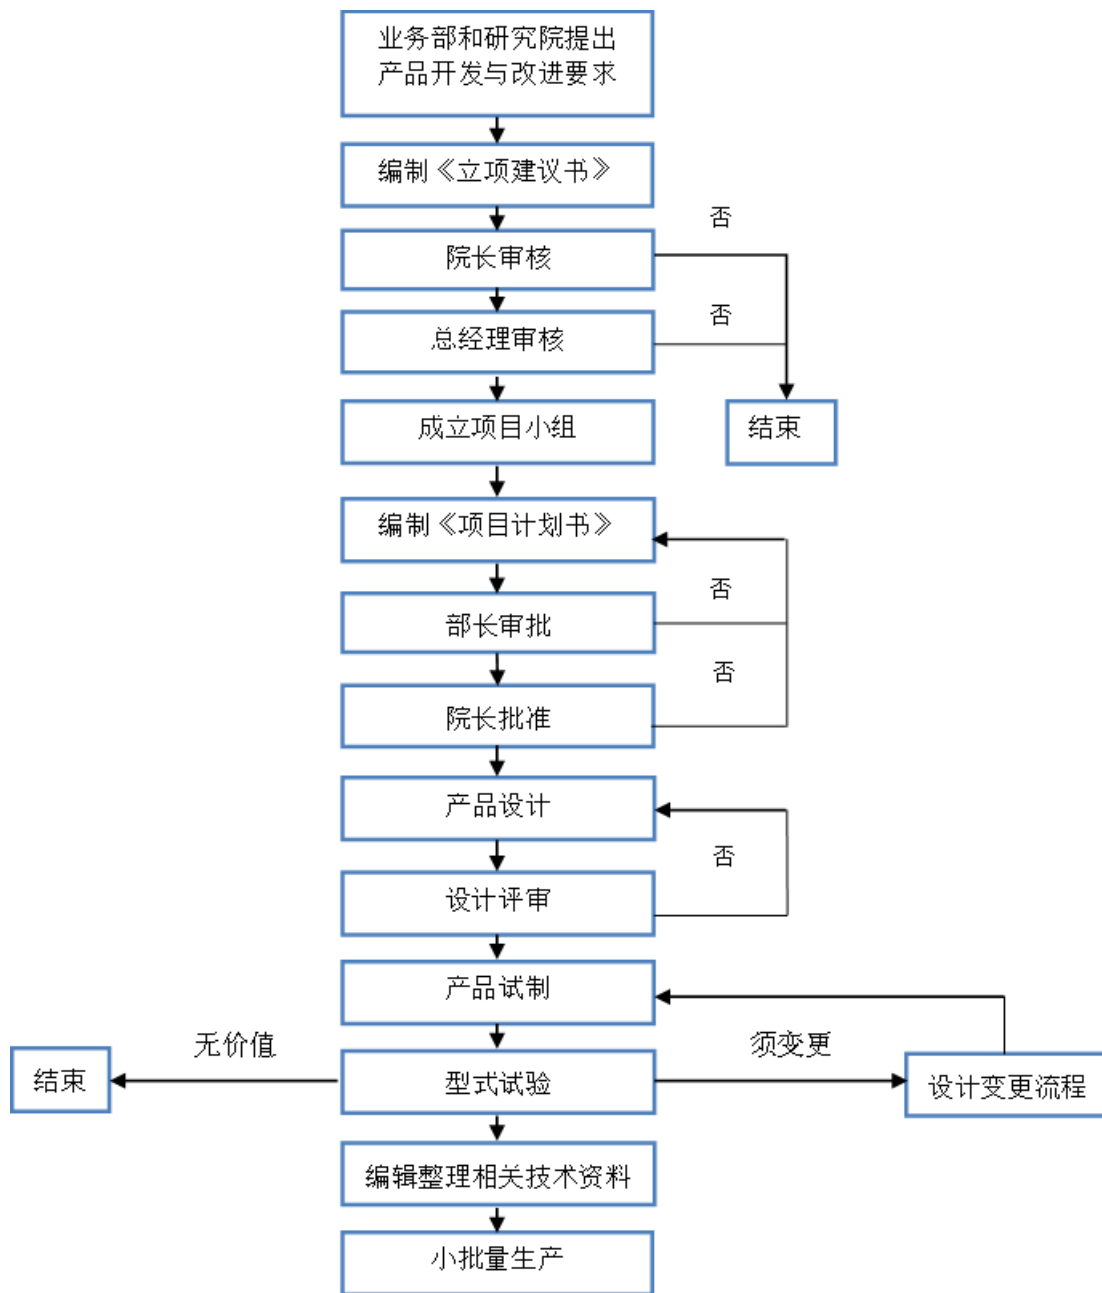 业务部和研究院提出
产品开发与改进要求
编制《立项建议书》
否
院长审核
否
总经理审核
成立项目小组
结束
编制《项目计划书》
否
部长审批
否
院长批准
产品设计
否
设计评审
产品试制
无价值
须变更
结束
型式试验
设计变更流程
编辑整理相关技术资料
小批量生产